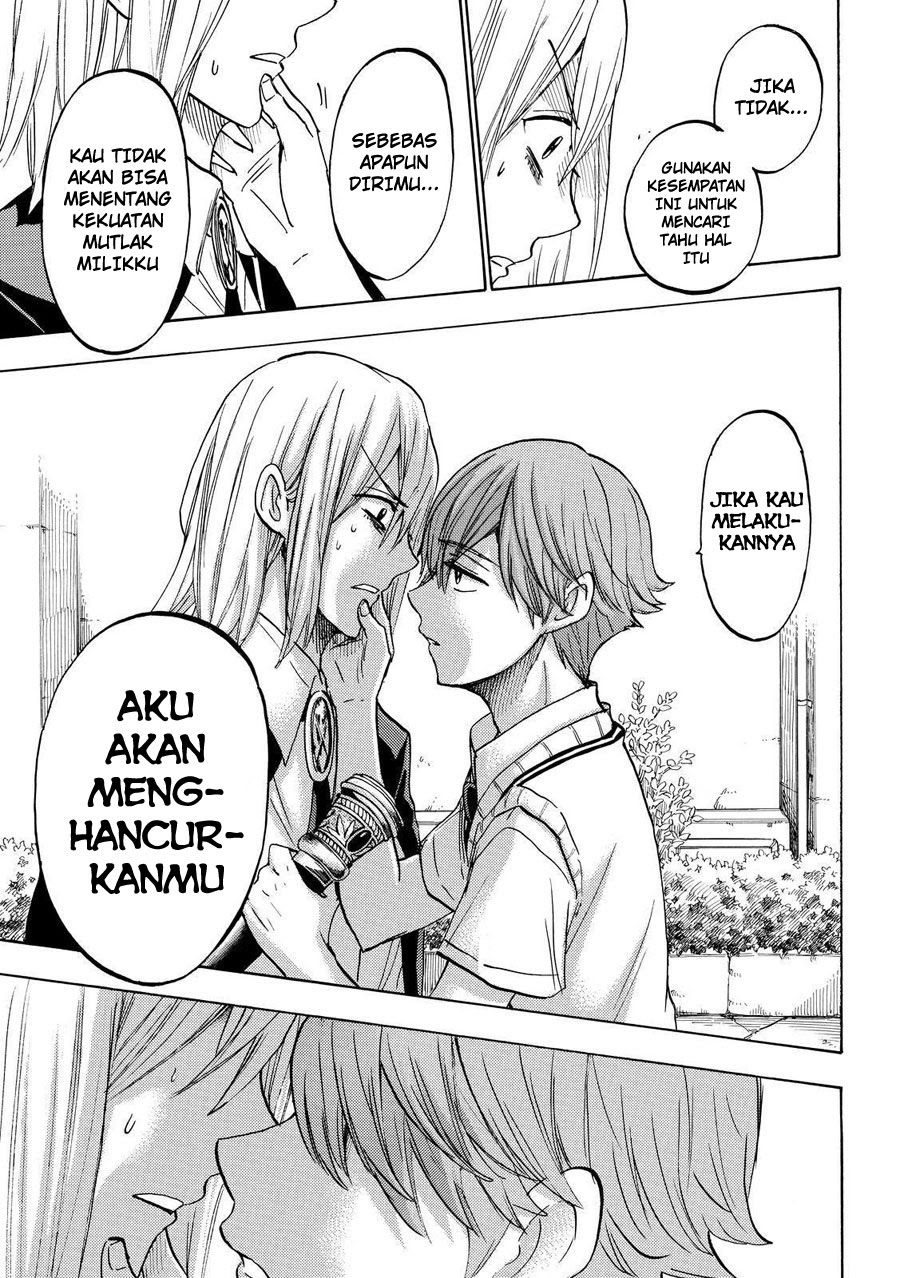 JIKA
TIDAK...
GUNAKAN
KESEMPATAN
INI UNTUK
MENCARI
TAHU HAL
ITU
SEBEBAS
APAPUN
DIRIMU...
KAU TIDAK
AKAN BISA
MENENTANG
KEKUATAN
MUTLAK
MILIKKU
JIKA KAU
MELAKU-
KANNYA
AKU
AKAN
MENG-
HANCUR-
KANMU